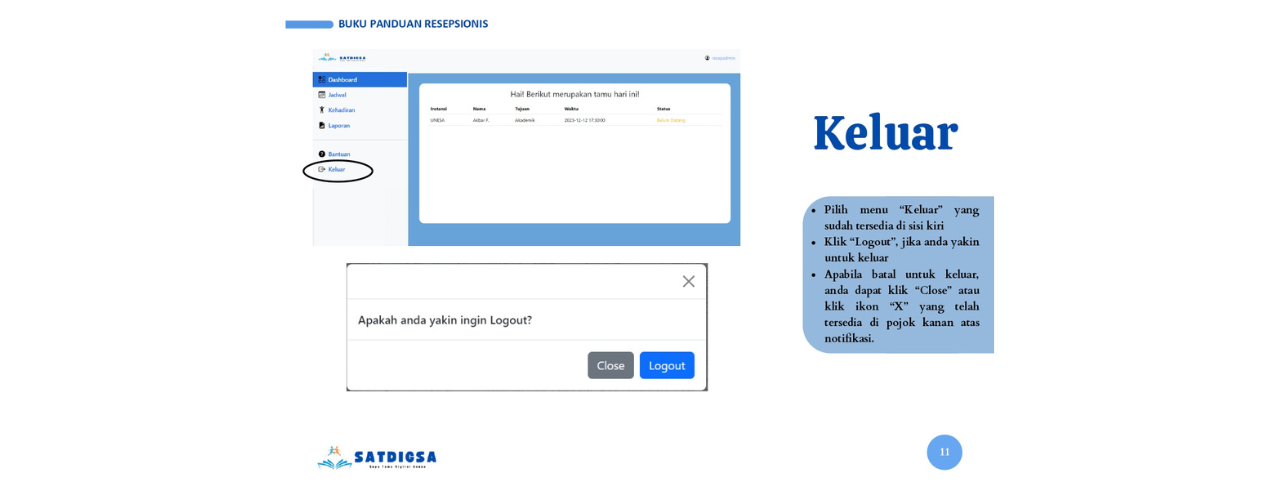 BUKU PANDUAN RESEPSIONIS
SATDIGSA
resepadmin
Dashboard
Jadwal
Kehadiran
Laporan
Bantuan
Keluar
Hai! Berikut merupakan tamu hari ini!
Instansi Nama Tujuan Waktu Status
UNESA Akbar F. Akademik 2023-12-12 17:30:00 Belum Datang
Apakah anda yakin ingin Logout?
Close Logout
Keluar
• Pilih menu “Keluar” yang
sudah tersedia di sisi kiri
• Klik “Logout”, jika anda yakin
untuk keluar
• Apabila batal untuk keluar,
anda dapat klik “Close” atau
klik ikon “X” yang telah
tersedia di pojok kanan atas
notifikasi.
SATDIGSA
Buku Tamu Digital Sanan
11